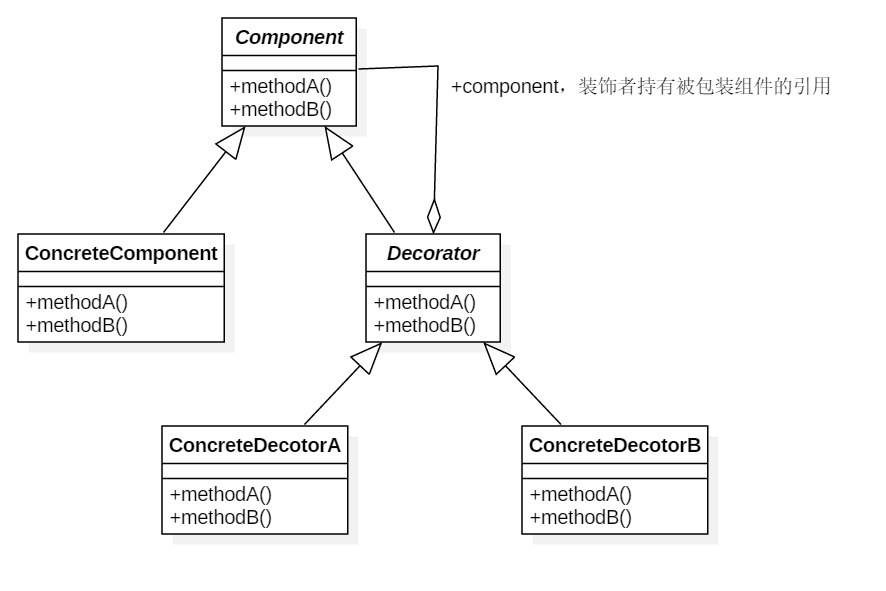 Component
+methodA()
+methodB()
+component，装饰者持有被包装组件的引用
ConcreteComponent
+methodA()
+methodB()
Decorator
+methodA()
+methodB()
ConcreteDecotorA
+methodA()
+methodB()
ConcreteDecotorB
+methodA()
+methodB()